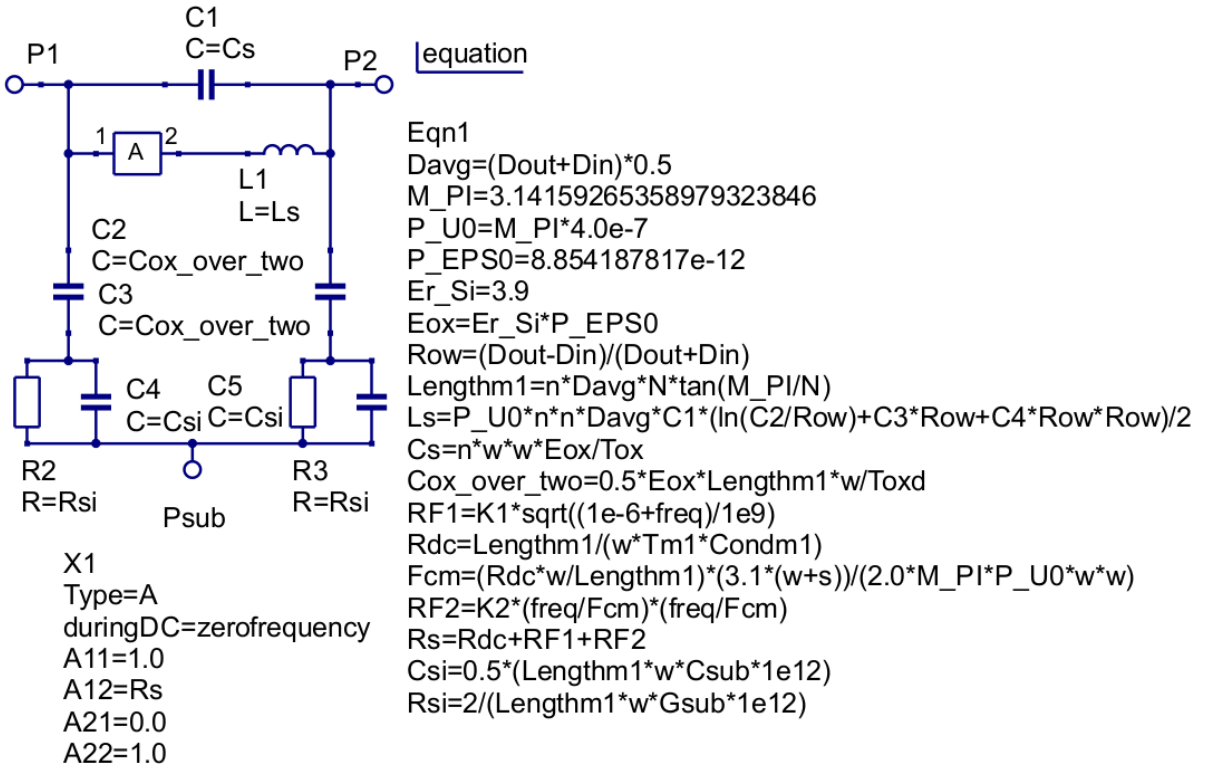 C1
C=Cs
P1
P2
equation
1
A
2
L1
L=Ls
C2
C=Cox_over_two
C3
C=Cox_over_two
C4
C=Csi
C5
C=Csi
R2
R=Rsi
R3
R=Rsi
Psub
X1
Type=A
duringDC=zerofrequency
A11=1.0
A12=Rs
A21=0.0
A22=1.0
Eqn1
Davg=(Dout+Din)*0.5
M_PI=3.14159265358979323846
P_U0=M_PI*4.0e-7
P_EPS0=8.854187817e-12
Er_Si=3.9
Eox=Er_Si*P_EPS0
Row=(Dout-Din)/(Dout+Din)
Lengthm1=n*Davg*N*tan(M_PI/N)
Ls=P_U0*n*n*Davg*C1*(ln(C2/Row)+C3*Row+C4*Row*Row)/2
Cs=n*w*w*Eox/Tox
Cox_over_two=0.5*Eox*Lengthm1*w/Toxd
RF1=K1*sqrt((1e-6+freq)/1e9)
Rdc=Lengthm1/(w*Tm1*Condm1)
Fcm=(Rdc*w/Lengthm1)*(3.1*(w+s))/(2.0*M_PI*P_U0*w*w)
RF2=K2*(freq/Fcm)*(freq/Fcm)
Rs=Rdc+RF1+RF2
Csi=0.5*(Lengthm1*w*Csub*1e12)
Rsi=2/(Lengthm1*w*Gsub*1e12)